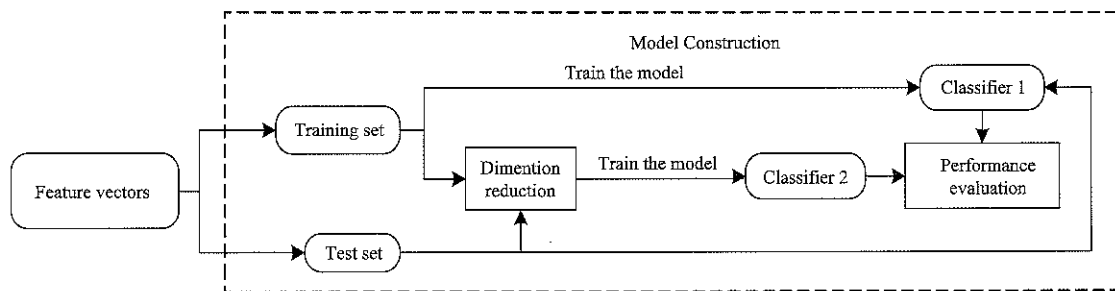 Model Construction
Train the model
Classifier 1
Training set
Dimention
reduction
Train the model
Classifier 2
Performance
evaluation
Feature vectors
Test set